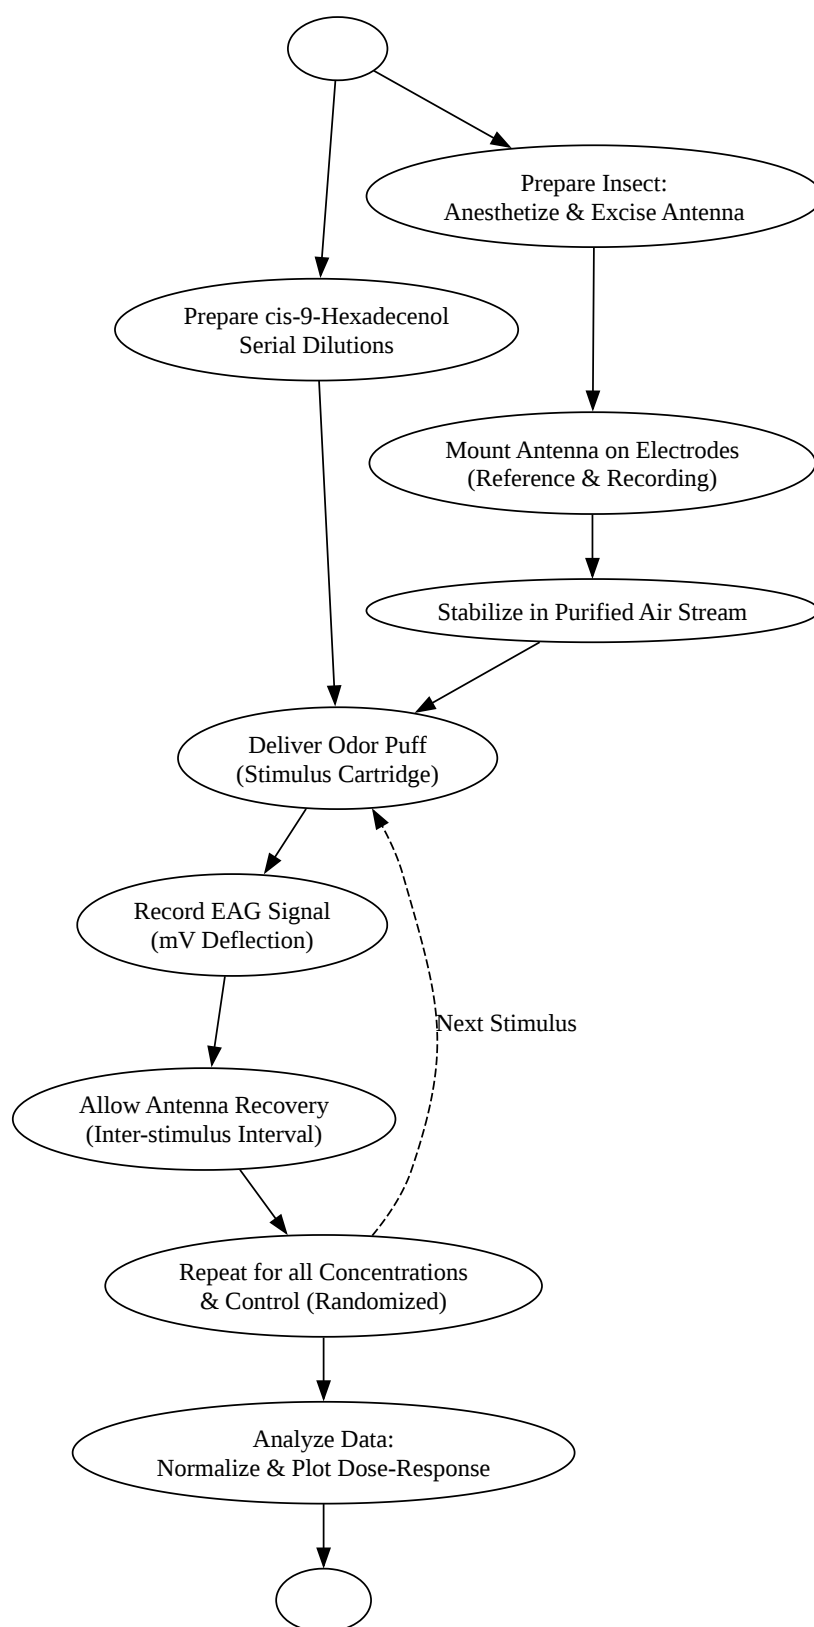 Prepare Insect:
Anesthetize & Excise Antenna
Prepare cis-9-Hexadecenol
Serial Dilutions
Mount Antenna on Electrodes
(Reference & Recording)
Stabilize in Purified Air Stream
Deliver Odor Puff
(Stimulus Cartridge)
Record EAG Signal
(mV Deflection)
Next Stimulus
Allow Antenna Recovery
(Inter-stimulus Interval)
Repeat for all Concentrations
& Control (Randomized)
Analyze Data:
Normalize & Plot Dose-Response